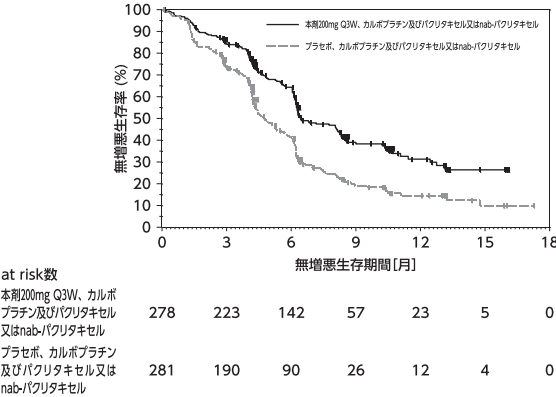 100
90
80
70
60
50
40
30
20
10
0
無増悪生存率(%)
本剤200mg Q3W、カルボプラチン及びパクリタキセル又はnab-パクリタキセル
プラセボ、カルボプラチン及びパクリタキセル又はnab-パクリタキセル
0 3 6 9 12 15 18
無増悪生存期間[月]
at risk数
本剤200mg Q3W、カルボ
プラチン及びパクリタキセル
又はnab-パクリタキセル
278 223 142 57 23 5 0
プラセボ、カルボプラチン
及びパクリタキセル又は
nab-パクリタキセル
281 190 90 26 12 4 0